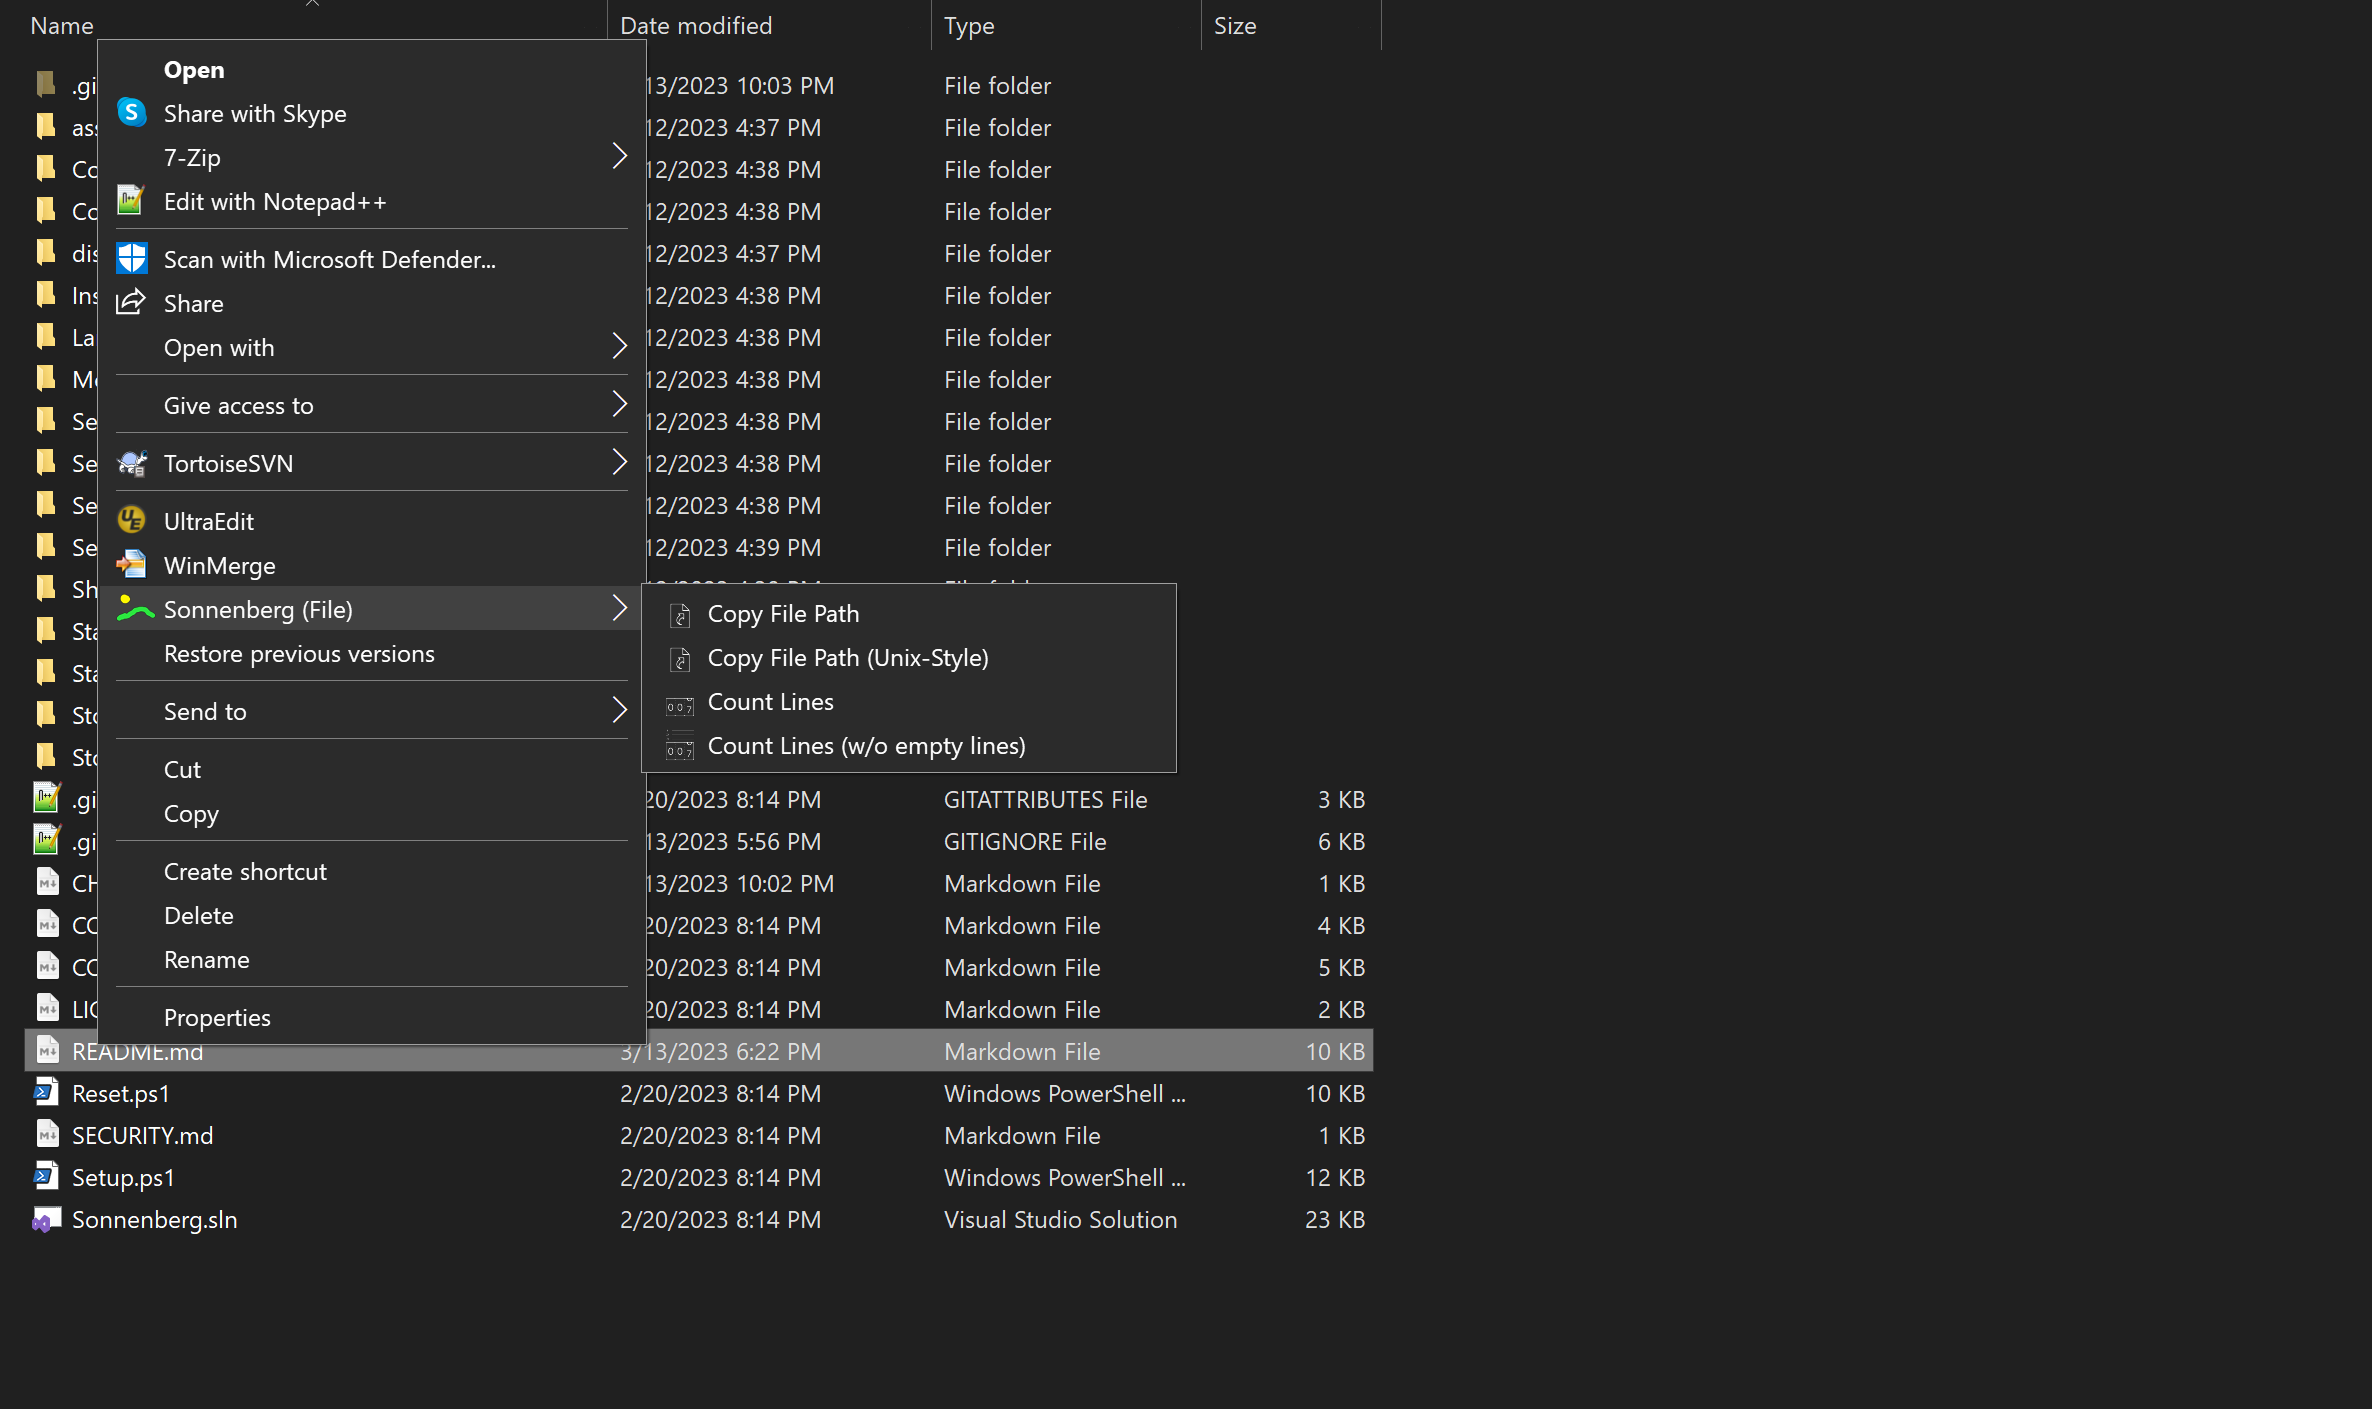 Name Date modified Type Size
Open
Share with Skype
7-Zip
Edit with Notepad++
Scan with Microsoft Defender...
Share
Open with
Give access to
TortoiseSVN
UltraEdit
WinMerge
Sonnenberg (File)
Restore previous versions
Send to
Cut
Copy
Create shortcut
Delete
Rename
Properties
Copy File Path
Copy File Path (Unix-Style)
Count Lines
Count Lines (w/o empty lines)
.gi 13/2023 10:03 PM File folder
ass 12/2023 4:37 PM File folder
Co 12/2023 4:38 PM File folder
Co 12/2023 4:38 PM File folder
dis 12/2023 4:37 PM File folder
Ins 12/2023 4:38 PM File folder
La 12/2023 4:38 PM File folder
Mo 12/2023 4:38 PM File folder
Se 12/2023 4:38 PM File folder
Se 12/2023 4:38 PM File folder
Se 12/2023 4:38 PM File folder
Se 12/2023 4:39 PM File folder
Sh
Sta
Sta
Sto
Sto
.gi 20/2023 8:14 PM GITATTRIBUTES File 3 KB
.gi 13/2023 5:56 PM GITIGNORE File 6 KB
CH 13/2023 10:02 PM Markdown File 1 KB
CO 20/2023 8:14 PM Markdown File 4 KB
CO 20/2023 8:14 PM Markdown File 5 KB
LIC 20/2023 8:14 PM Markdown File 2 KB
README.md 3/13/2023 6:22 PM Markdown File 10 KB
Reset.ps1 2/20/2023 8:14 PM Windows PowerShell ... 10 KB
SECURITY.md 2/20/2023 8:14 PM Markdown File 1 KB
Setup.ps1 2/20/2023 8:14 PM Windows PowerShell ... 12 KB
Sonnenberg.sln 2/20/2023 8:14 PM Visual Studio Solution 23 KB